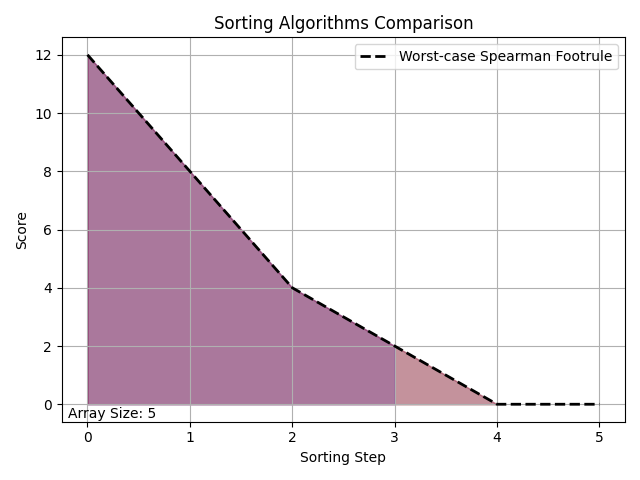 Sorting Algorithms Comparison
Worst-case Spearman Footrule
12
10
8
6
4
2
0
Score
Array Size: 5
0 1 2 3 4 5
Sorting Step